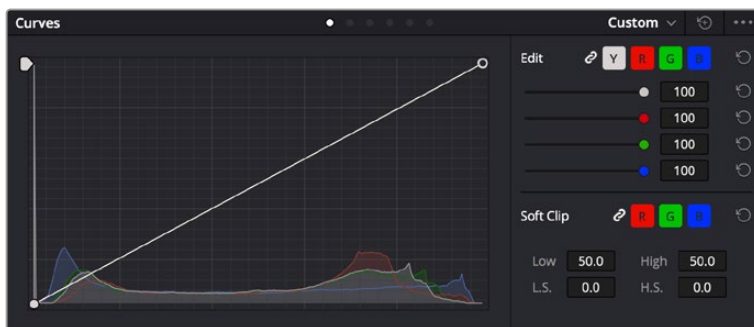 Curves Custom
Edit Y R G B
100
100
100
100
Soft Clip R G B
Low 50.0 High 50.0
L.S. 0.0 H.S. 0.0